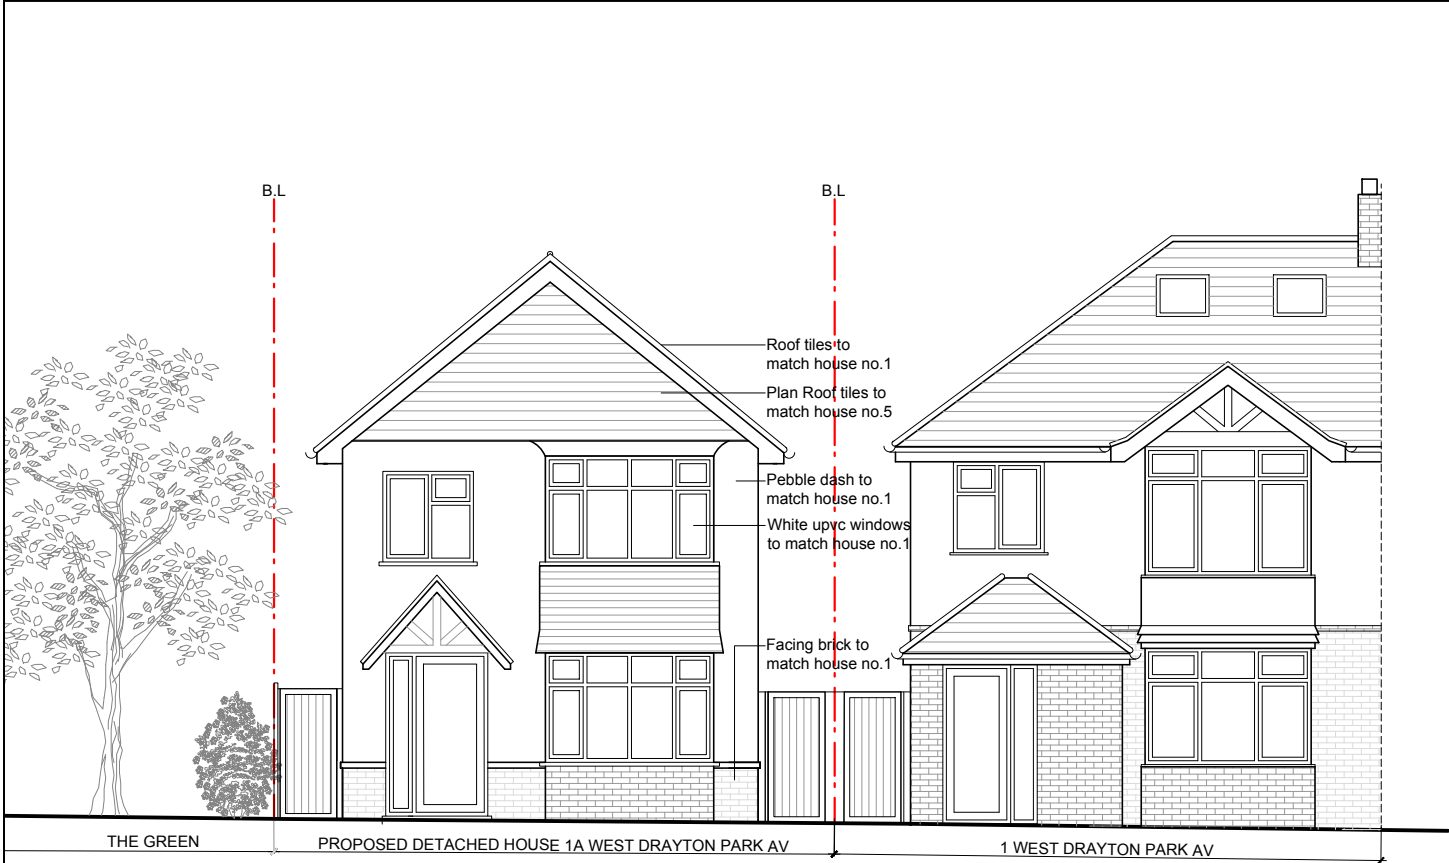 B.L
B.L
Roof tiles to
match house no.1
Plan Roof tiles to
match house no.5
Pebble dash to
match house no.1
White upvc windows
to match house no.1
Facing brick to
match house no.1
THE GREEN
PROPOSED DETACHED HOUSE 1A WEST DRAYTON PARK AV
1 WEST DRAYTON PARK AV